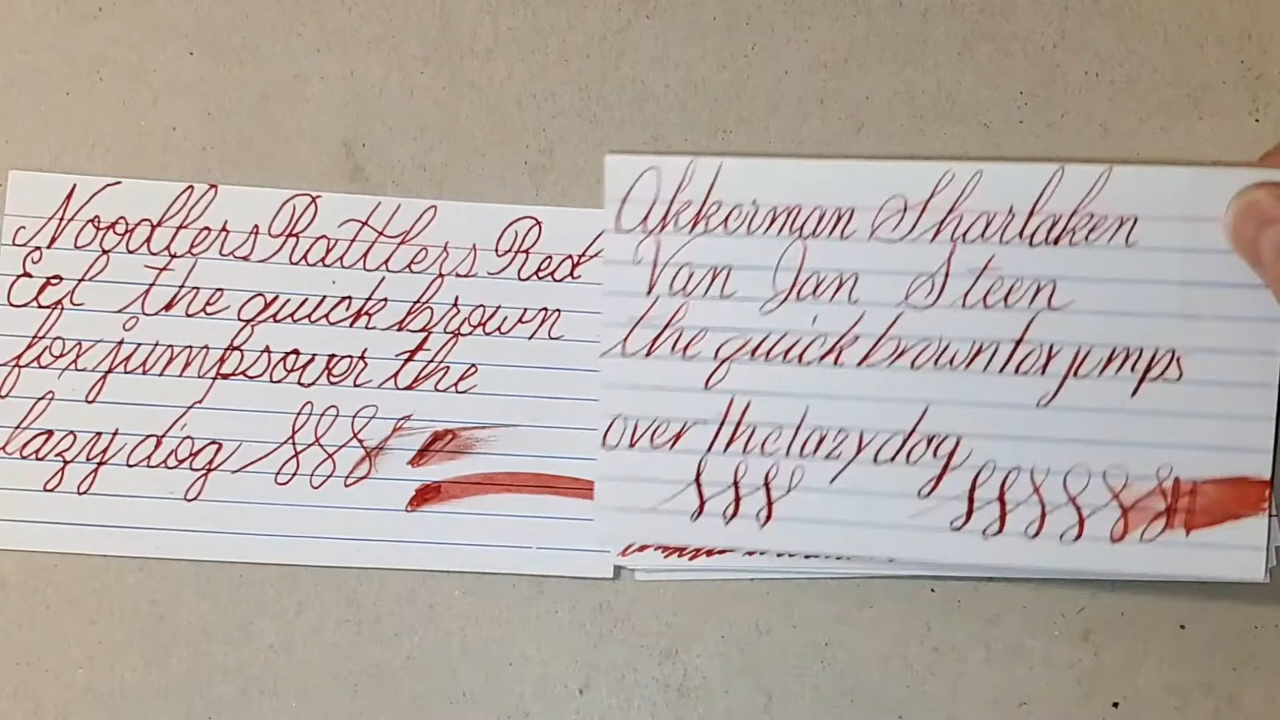 Noodlers Rattlers Red
Eel the quick brown
fox jumps over the
lazy dog
Akkerman Sharlaken
Van Jan Steen
the quick brown fox jumps
over the lazy dog